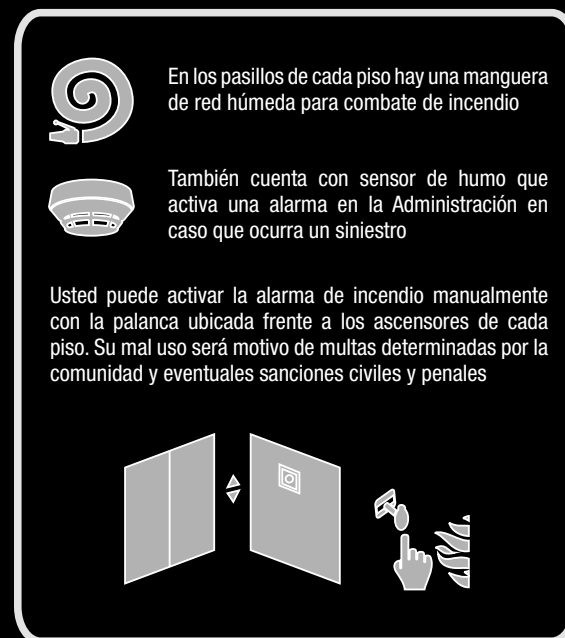 En los pasillos de cada piso hay una manguera
de red húmeda para combate de incendio
También cuenta con sensor de humo que
activa una alarma en la Administración en
caso que ocurra un siniestro
Usted puede activar la alarma de incendio manualmente
con la palanca ubicada frente a los ascensores de cada
piso. Su mal uso será motivo de multas determinadas por la
comunidad y eventuales sanciones civiles y penales